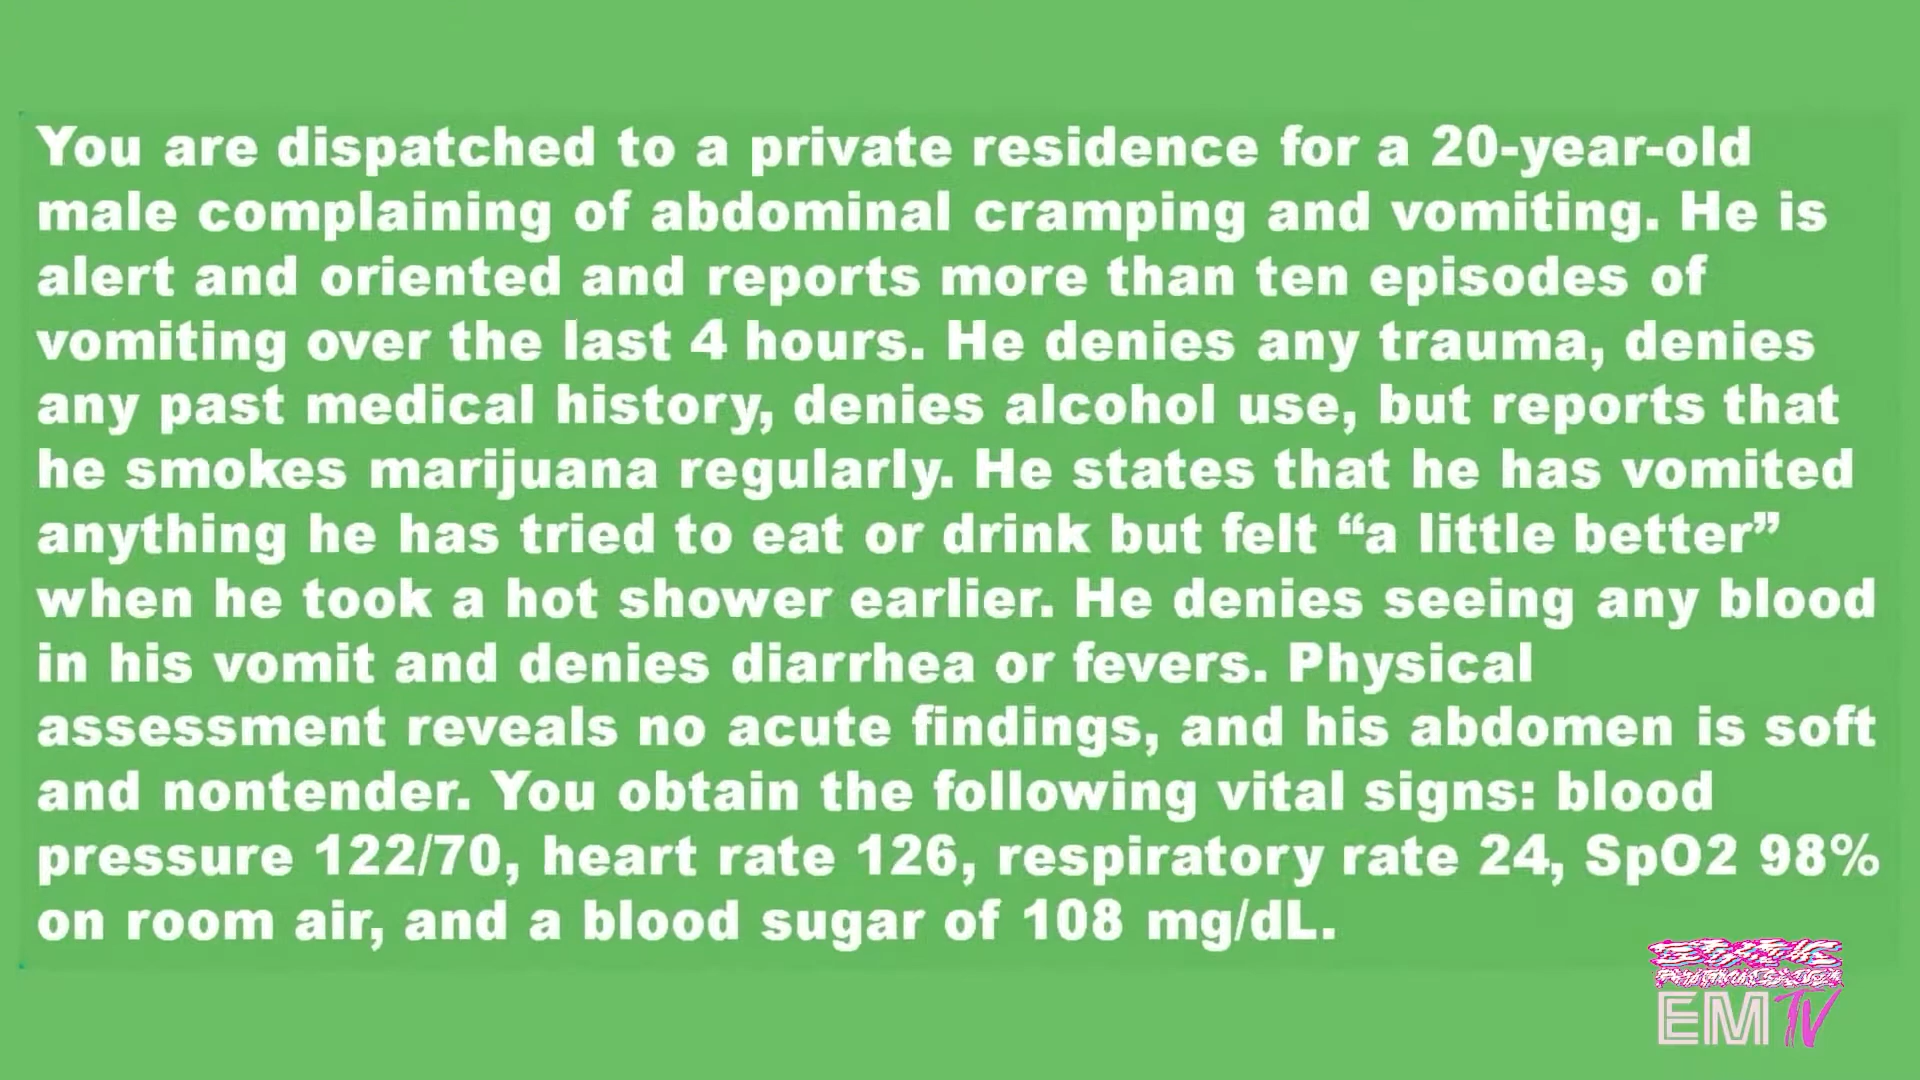 You are dispatched to a private residence for a 20-year-old
male complaining of abdominal cramping and vomiting. He is
alert and oriented and reports more than ten episodes of
vomiting over the last 4 hours. He denies any trauma, denies
any past medical history, denies alcohol use, but reports that
he smokes marijuana regularly. He states that he has vomited
anything he has tried to eat or drink but felt “a little better”
when he took a hot shower earlier. He denies seeing any blood
in his vomit and denies diarrhea or fevers. Physical
assessment reveals no acute findings, and his abdomen is soft
and nontender. You obtain the following vital signs: blood
pressure 122/70, heart rate 126, respiratory rate 24, SpO2 98%
on room air, and a blood sugar of 108 mg/dL.
EMTV